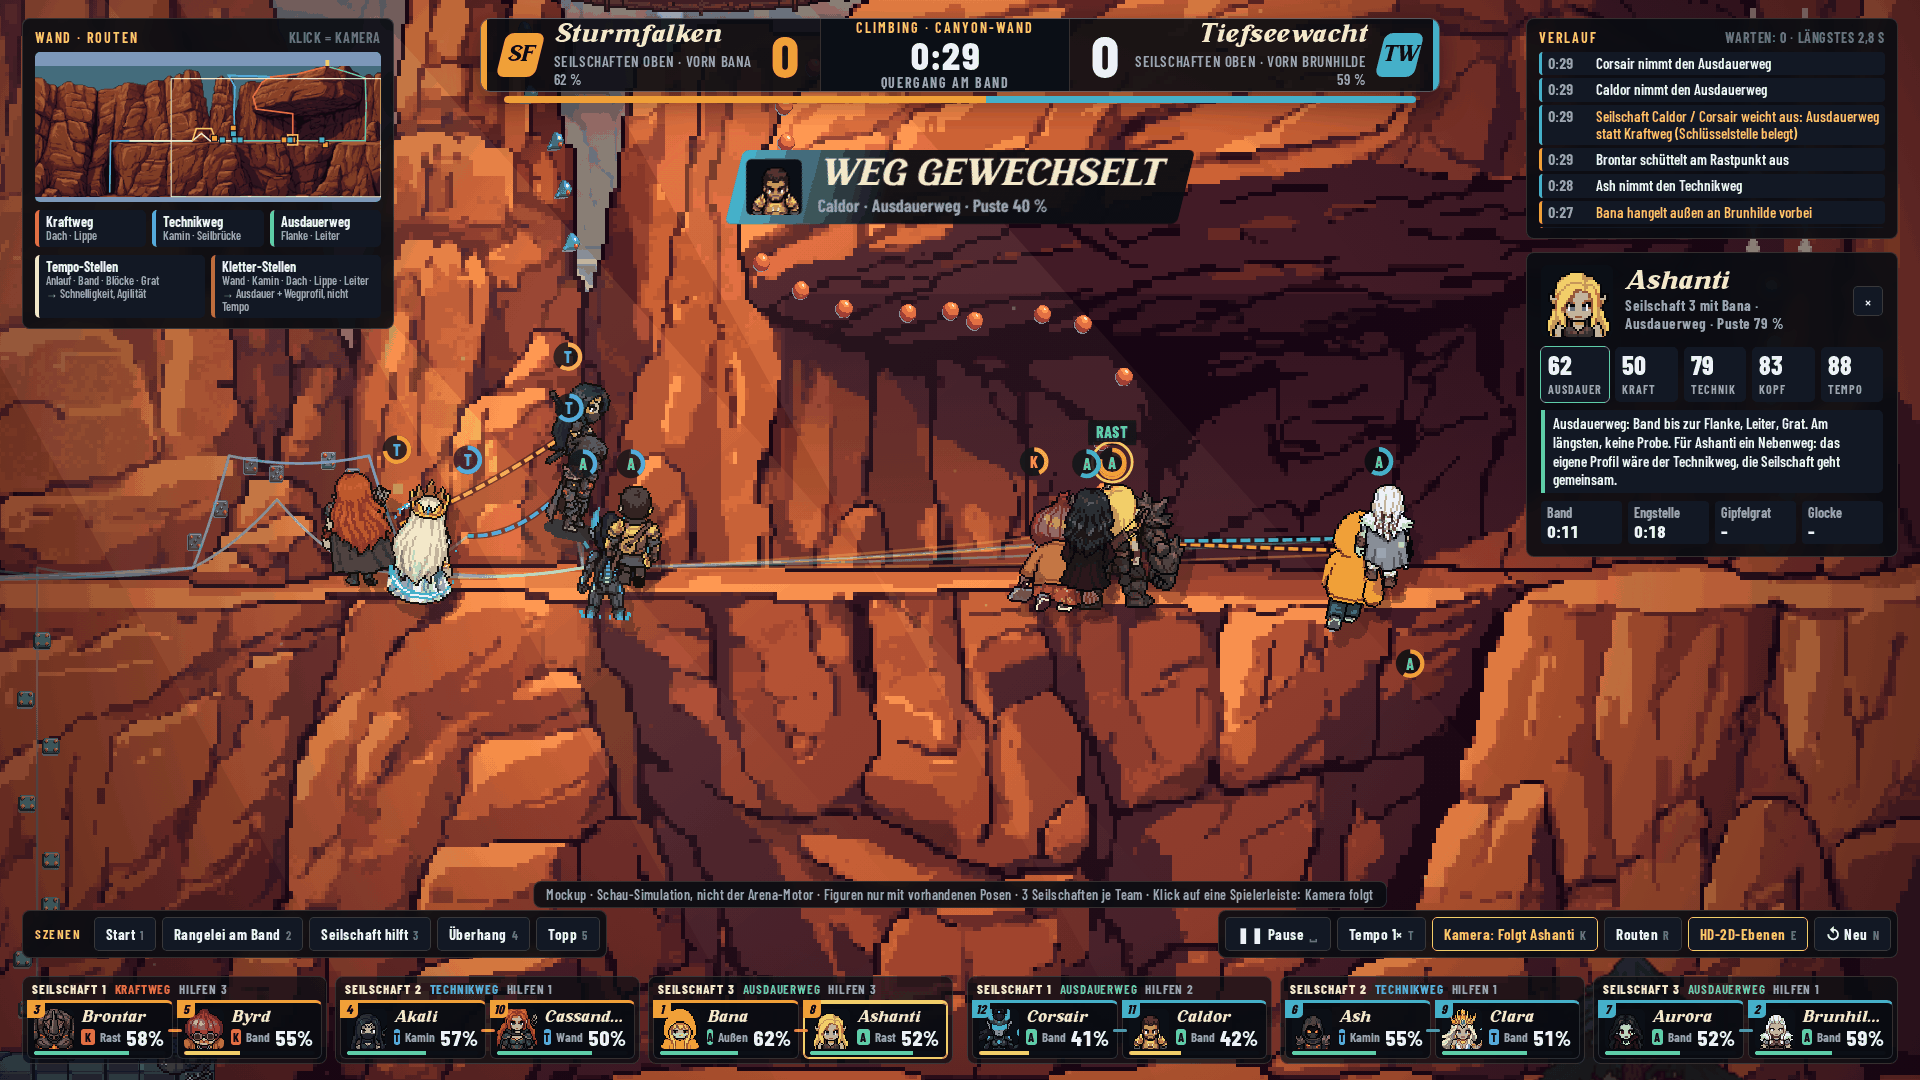 WAND · ROUTEN
KLICK = KAMERA
Kraftweg
Dach · Lippe
Technikweg
Kamin · Seilbrücke
Ausdauerweg
Flanke · Leiter
Tempo-Stellen
Anlauf · Band · Blöcke · Grat
→ Schnelligkeit, Agilität
Kletter-Stellen
Wand · Kamin · Dach · Lippe · Leiter
→ Ausdauer + Wegprofil, nicht
Tempo
SF
Sturmfalken
SEILSCHAFTEN OBEN · VORN BANA
62 %
0
CLIMBING · CANYON-WAND
0:29
QUERGANG AM BAND
0
Tiefseewacht
SEILSCHAFTEN OBEN · VORN BRUNHILDE
59 %
TW
WEG GEWECHSELT
Caldor · Ausdauerweg · Puste 40 %
VERLAUF
WARTEN: 0 · LÄNGSTES 2,8 S
0:29 Corsair nimmt den Ausdauerweg
0:29 Caldor nimmt den Ausdauerweg
0:29 Seilschaft Caldor / Corsair weicht aus: Ausdauerweg
statt Kraftweg (Schlüsselstelle belegt)
0:29 Brontar schüttelt am Rastpunkt aus
0:28 Ash nimmt den Technikweg
0:27 Bana hangelt außen an Brunhilde vorbei
Ashanti
Seilschaft 3 mit Bana ·
Ausdauerweg · Puste 79 %
×
62 50 79 83 88
AUSDAUER KRAFT TECHNIK KOPF TEMPO
Ausdauerweg: Band bis zur Flanke, Leiter, Grat. Am
längsten, keine Probe. Für Ashanti ein Nebenweg: das
eigene Profil wäre der Technikweg, die Seilschaft geht
gemeinsam.
Band Engstelle Gipfelgrat Glocke
0:11 0:18 – –
T
T
T
T
A
A
K
RAST
A
A
A
A
Mockup · Schau-Simulation, nicht der Arena-Motor · Figuren nur mit vorhandenen Posen · 3 Seilschaften je Team · Klick auf eine Spielerleiste: Kamera folgt
SZENEN
Start 1
Rangelei am Band 2
Seilschaft hilft 3
Überhang 4
Topp 5
❚❚ Pause ␣
Tempo 1× T
Kamera: Folgt Ashanti K
Routen R
HD-2D-Ebenen E
↺ Neu N
SEILSCHAFT 1 KRAFTWEG HILFEN 3
3 Brontar
K Rast 58%
5 Byrd
K Band 55%
SEILSCHAFT 2 TECHNIKWEG HILFEN 1
4 Akali
T Kamin 57%
10 Cassand...
T Wand 50%
SEILSCHAFT 3 AUSDAUERWEG HILFEN 3
1 Bana
A Außen 62%
8 Ashanti
A Rast 52%
SEILSCHAFT 1 AUSDAUERWEG HILFEN 2
12 Corsair
A Band 41%
11 Caldor
A Band 42%
SEILSCHAFT 2 TECHNIKWEG HILFEN 1
6 Ash
T Kamin 55%
9 Clara
T Band 51%
SEILSCHAFT 3 AUSDAUERWEG HILFEN 1
7 Aurora
A Band 52%
2 Brunhil...
A Band 59%